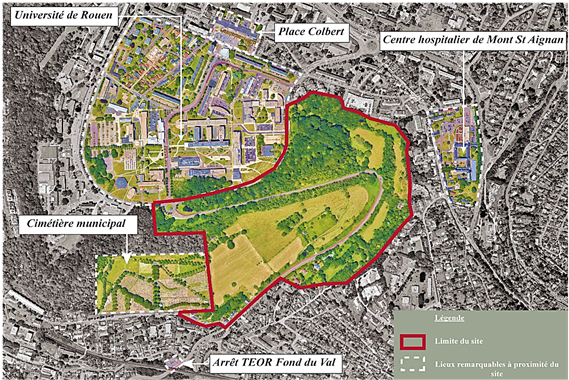 Université de Rouen
Place Colbert
Centre hospitalier de Mont St Aignan
Cimétière municipal
Arrêt TEOR Fond du Val
Légende
Limite du site
Lieux remarquables à proximité du
site